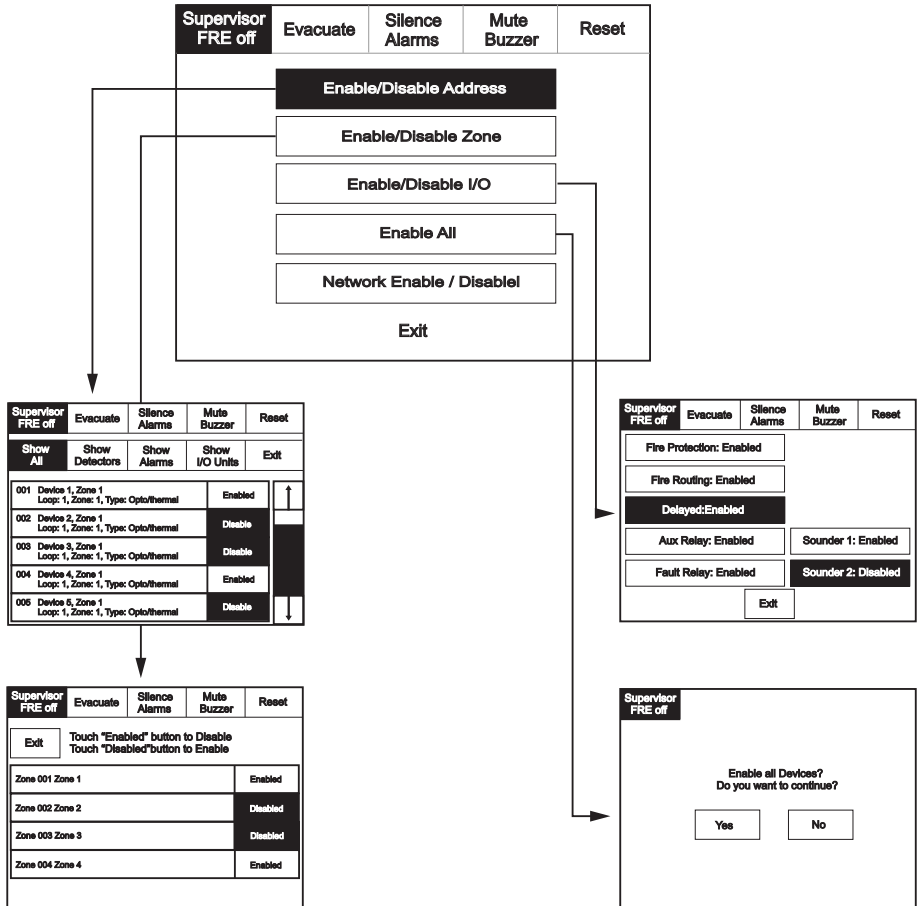 Supervisor
FRE off
Evacuate
Silence
Alarms
Mute
Buzzer
Reset
Enable/Disable Address
Enable/Disable Zone
Enable/Disable I/O
Enable All
Network Enable / Disablel
Exit
Supervisor
FRE off
Evacuate
Silence
Alarms
Mute
Buzzer
Reset
Show
All
Show
Detectors
Show
Alarms
Show
I/O Units
Exit
001 Device 1, Zone 1
Loop: 1, Zone: 1, Type: Opto/thermal
Enabled
002 Device 2, Zone 1
Loop: 1, Zone: 1, Type: Opto/thermal
Disable
003 Device 3, Zone 1
Loop: 1, Zone: 1, Type: Opto/thermal
Disable
004 Device 4, Zone 1
Loop: 1, Zone: 1, Type: Opto/thermal
Enabled
005 Device 5, Zone 1
Loop: 1, Zone: 1, Type: Opto/thermal
Disable
Supervisor
FRE off
Evacuate
Silence
Alarms
Mute
Buzzer
Reset
Fire Protection: Enabled
Fire Routing: Enabled
Delayed:Enabled
Aux Relay: Enabled
Sounder 1: Enabled
Fault Relay: Enabled
Sounder 2: Disabled
Exit
Supervisor
FRE off
Evacuate
Silence
Alarms
Mute
Buzzer
Reset
Exit
Touch "Enabled" button to Disable
Touch "Disabled"button to Enable
Zone 001 Zone 1
Enabled
Zone 002 Zone 2
Disabled
Zone 003 Zone 3
Disabled
Zone 004 Zone 4
Enabled
Supervisor
FRE off
Enable all Devices?
Do you want to continue?
Yes
No